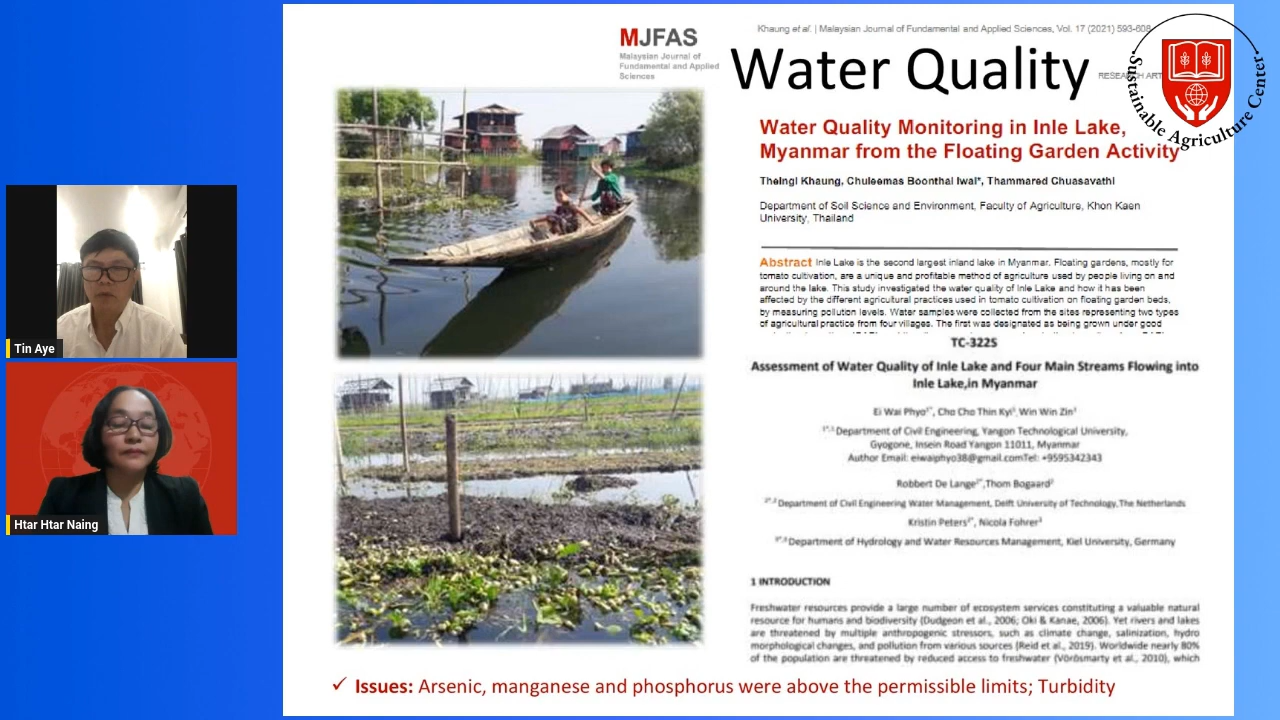 MJFAS
Malaysian Journal of
Fundamental and Applied
Sciences
Khaung et al. | Malaysian Journal of Fundamental and Applied Sciences, Vol. 17 (2021) 593-608
Water Quality
RESEARCH
Sustainable Agriculture Center
Water Quality Monitoring in Inle Lake,
Myanmar from the Floating Garden Activity
Theingi Khaung, Chuleemas Boonthai Iwai*, Thammared Chuasavathi
Department of Soil Science and Environment, Faculty of Agriculture, Khon Kaen
University, Thailand
Abstract Inle Lake is the second largest inland lake in Myanmar. Floating gardens, mostly for
tomato cultivation, are a unique and profitable method of agriculture used by people living on and
around the lake. This study investigated the water quality of Inle Lake and how it has been
affected by the different agricultural practices used in tomato cultivation on floating garden beds,
by measuring pollution levels. Water samples were collected from the sites representing two types
of agricultural practice from four villages. The first was designated as being grown under good
TC-322S
Assessment of Water Quality of Inle Lake and Four Main Streams Flowing into
Inle Lake,in Myanmar
Ei Wai Phyo, Cho Cho Thin Kyi, Win Win Zin
Department of Civil Engineering, Yangon Technological University,
Gyogone, Insein Road Yangon 11011, Myanmar
Author Email: eiwaiphyo38@gmail.comTel: +9595342343
Robbert De Lange, Thom Bogaard
Department of Civil Engineering Water Management, Delft University of Technology,The Netherlands
Kristin Peters, Nicola Fohrer
Department of Hydrology and Water Resources Management, Kiel University, Germany
1 INTRODUCTION
Freshwater resources provide a large number of ecosystem services constituting a valuable natural
resource for humans and biodiversity (Dudgeon et al., 2006; Oki & Kanae, 2006). Yet rivers and lakes
are threatened by multiple anthropogenic stressors, such as climate change, salinization, hydro
morphological changes, and pollution from various sources (Reid et al., 2019). Worldwide nearly 80%
of the population are threatened by reduced access to freshwater (Vörösmarty et al., 2010), which
✓ Issues: Arsenic, manganese and phosphorus were above the permissible limits; Turbidity
Tin Aye
Htar Htar Naing